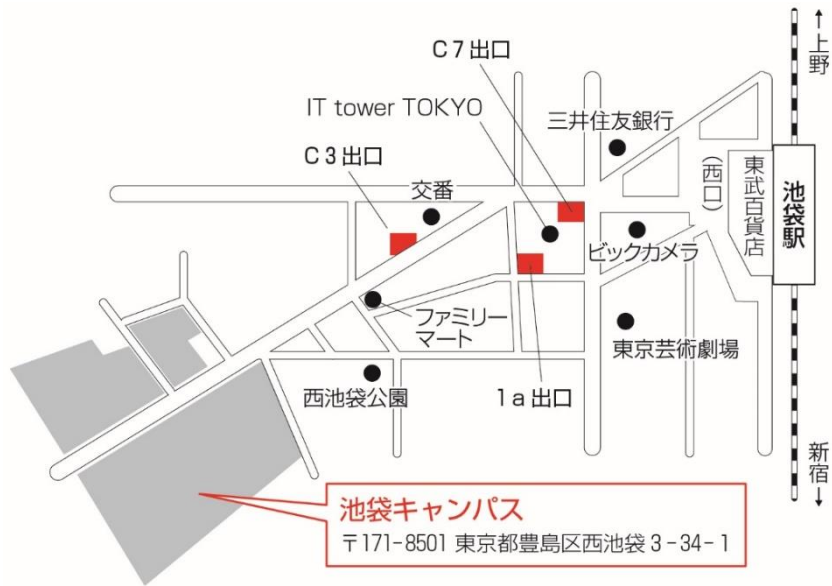 ↑上野
C7出口
IT tower TOKYO
三井住友銀行
C3出口
交番
(西口)
東武百貨店
池袋駅
ビックカメラ
ファミリー
マート
東京芸術劇場
西池袋公園
1a出口
新宿↓
池袋キャンパス
〒171-8501 東京都豊島区西池袋3-34-1